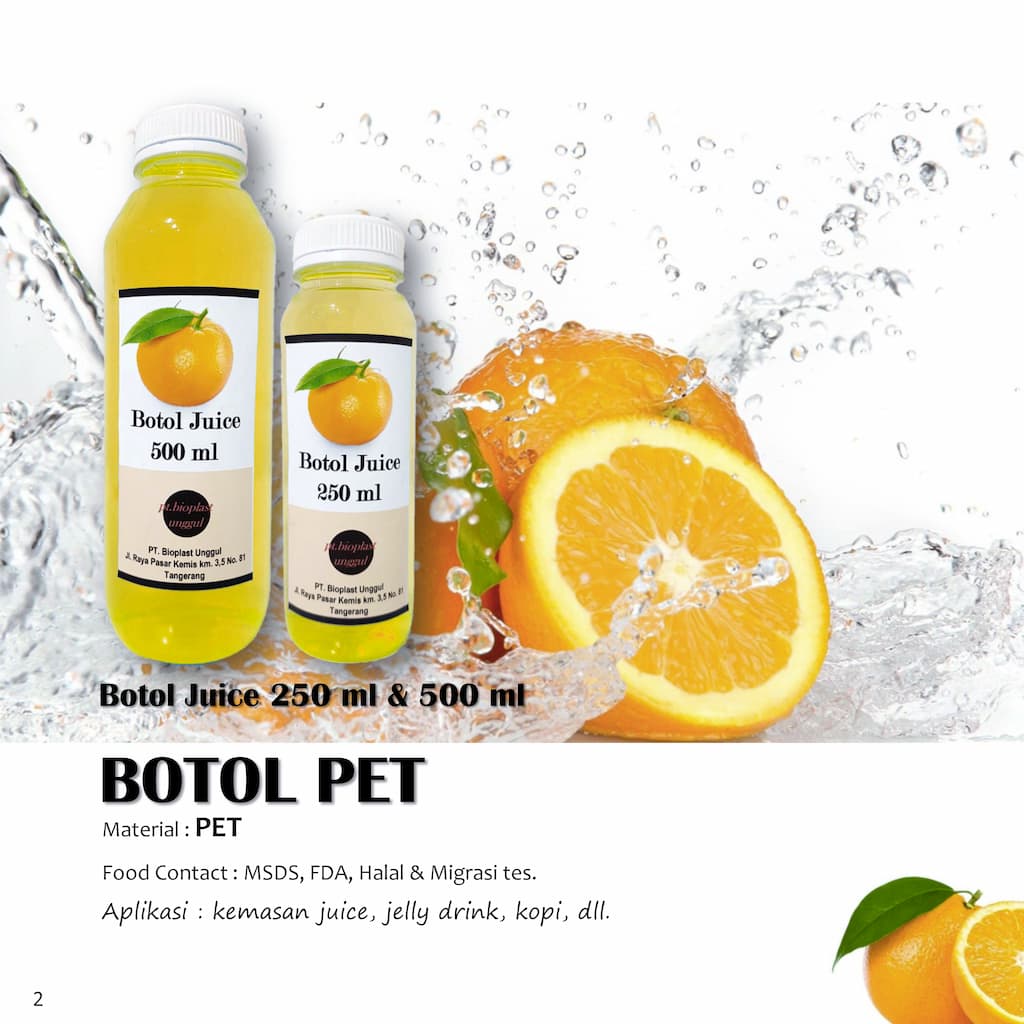 Botol Juice
500 ml
pt.bioplast
unggul
PT. Bioplast Unggul
Jl. Raya Pasar Kemis km. 3,5 No. 81
Tangerang
Botol Juice
250 ml
pt.bioplast
unggul
PT. Bioplast Unggul
Jl. Raya Pasar Kemis km. 3,5 No. 81
Tangerang
Botol Juice 250 ml & 500 ml
BOTOL PET
Material : PET
Food Contact : MSDS, FDA, Halal & Migrasi tes.
Aplikasi : kemasan juice, jelly drink, kopi, dll.
2